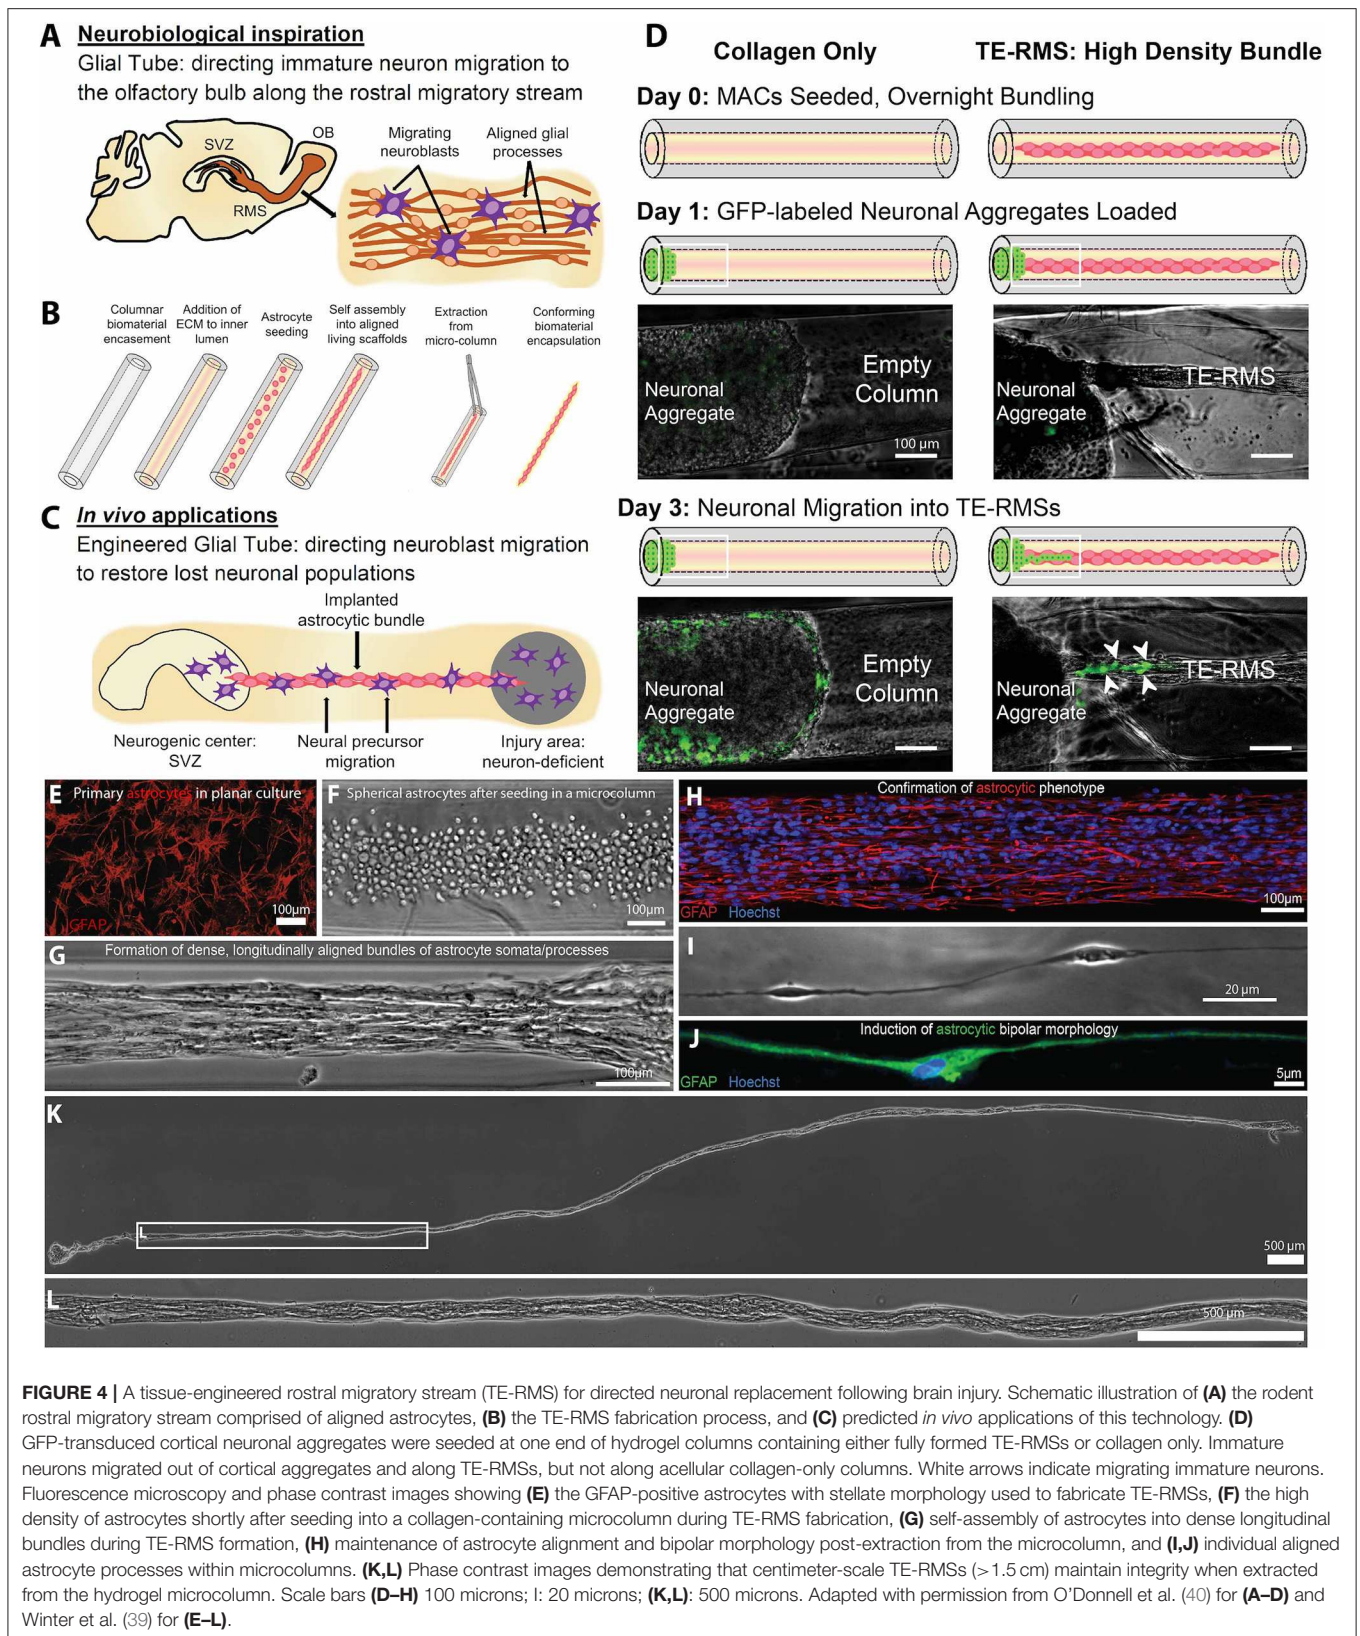 A Neurobiological inspiration
Glial Tube: directing immature neuron migration to
the olfactory bulb along the rostral migratory stream
SVZ
OB
RMS
Migrating
neuroblasts
Aligned glial
processes
B
Columnar
biomaterial
encasement
Addition of
ECM to inner
lumen
Astrocyte
seeding
Self assembly
into aligned
living scaffolds
Extraction
from
micro-column
Conforming
biomaterial
encapsulation
C In vivo applications
Engineered Glial Tube: directing neuroblast migration
to restore lost neuronal populations
Implanted
astrocytic bundle
Neurogenic center:
SVZ
Neural precursor
migration
Injury area:
neuron-deficient
D
Collagen Only
TE-RMS: High Density Bundle
Day 0: MACs Seeded, Overnight Bundling
Day 1: GFP-labeled Neuronal Aggregates Loaded
Neuronal
Aggregate
Empty
Column
100 µm
Neuronal
Aggregate
TE-RMS
Day 3: Neuronal Migration into TE-RMSs
Neuronal
Aggregate
Empty
Column
Neuronal
Aggregate
TE-RMS
E Primary astrocytes in planar culture
GFAP
100µm
F Spherical astrocytes after seeding in a microcolumn
100µm
G Formation of dense, longitudinally aligned bundles of astrocyte somata/processes
100µm
H Confirmation of astrocytic phenotype
GFAP Hoechst
100µm
I
20 µm
J Induction of astrocytic bipolar morphology
GFAP Hoechst
5µm
K
L
500 µm
L
500 µm
FIGURE 4 | A tissue-engineered rostral migratory stream (TE-RMS) for directed neuronal replacement following brain injury. Schematic illustration of (A) the rodent
rostral migratory stream comprised of aligned astrocytes, (B) the TE-RMS fabrication process, and (C) predicted in vivo applications of this technology. (D)
GFP-transduced cortical neuronal aggregates were seeded at one end of hydrogel columns containing either fully formed TE-RMSs or collagen only. Immature
neurons migrated out of cortical aggregates and along TE-RMSs, but not along acellular collagen-only columns. White arrows indicate migrating immature neurons.
Fluorescence microscopy and phase contrast images showing (E) the GFAP-positive astrocytes with stellate morphology used to fabricate TE-RMSs, (F) the high
density of astrocytes shortly after seeding into a collagen-containing microcolumn during TE-RMS fabrication, (G) self-assembly of astrocytes into dense longitudinal
bundles during TE-RMS formation, (H) maintenance of astrocyte alignment and bipolar morphology post-extraction from the microcolumn, and (I,J) individual aligned
astrocyte processes within microcolumns. (K,L) Phase contrast images demonstrating that centimeter-scale TE-RMSs (>1.5 cm) maintain integrity when extracted
from the hydrogel microcolumn. Scale bars (D–H) 100 microns; I: 20 microns; (K,L): 500 microns. Adapted with permission from O'Donnell et al. (40) for (A–D) and
Winter et al. (39) for (E–L).